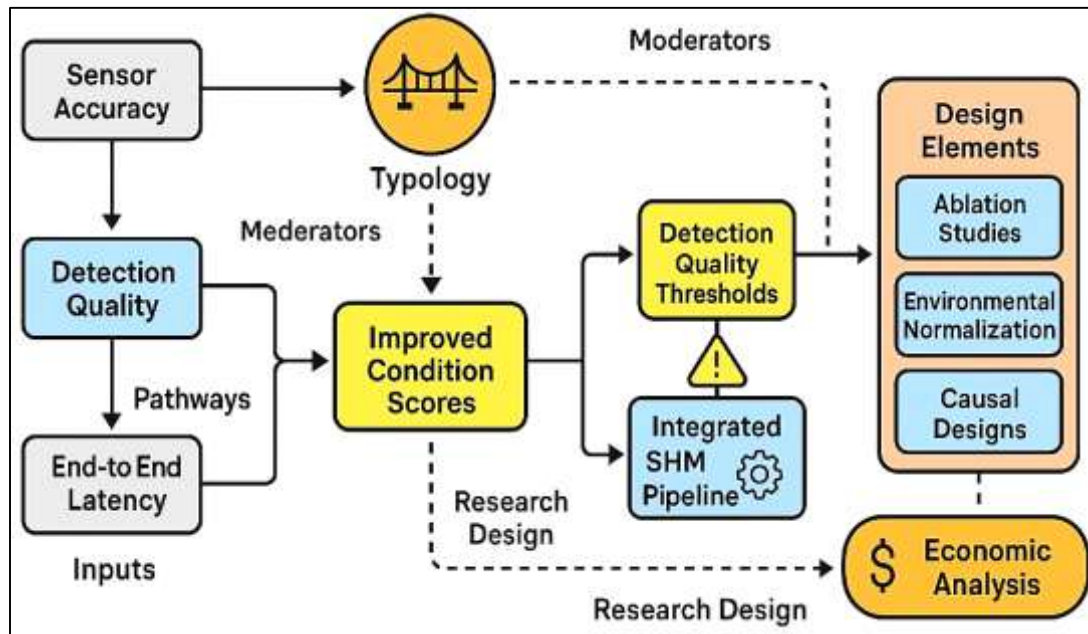 Sensor
Accuracy
Typology
Moderators
Mederators
Detection
Quality
Pathways
End-to End
Latency
Inputs
Improved
Condition
Scores
Detection
Quality
Thresholds
!
Integrated
SHM
Pipeline
Design
Elements
Ablation
Studies
Environmental
Normalization
Causal
Designs
Research
Design
Research Design
$ Economic
Analysis